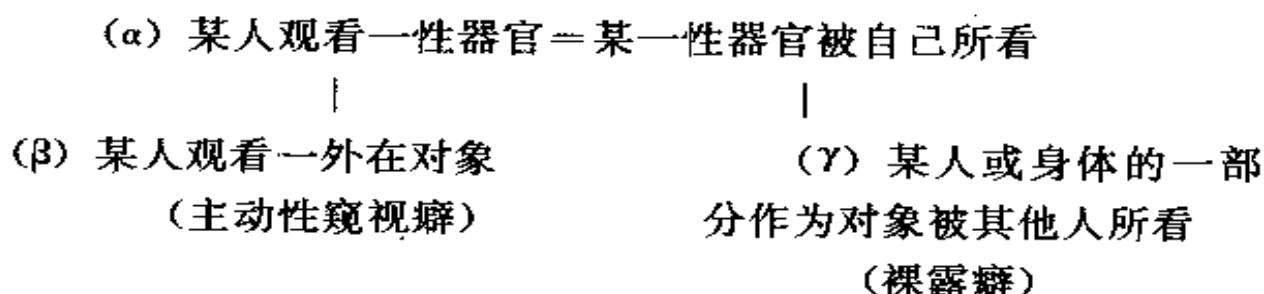 (α) 某人观看一性器官=某一性器官被自己所看
(β) 某人观看一外在对象 (γ) 某人或身体的一部
(主动性窥视癖) 分作为对象被其他人所看
(裸露癖)